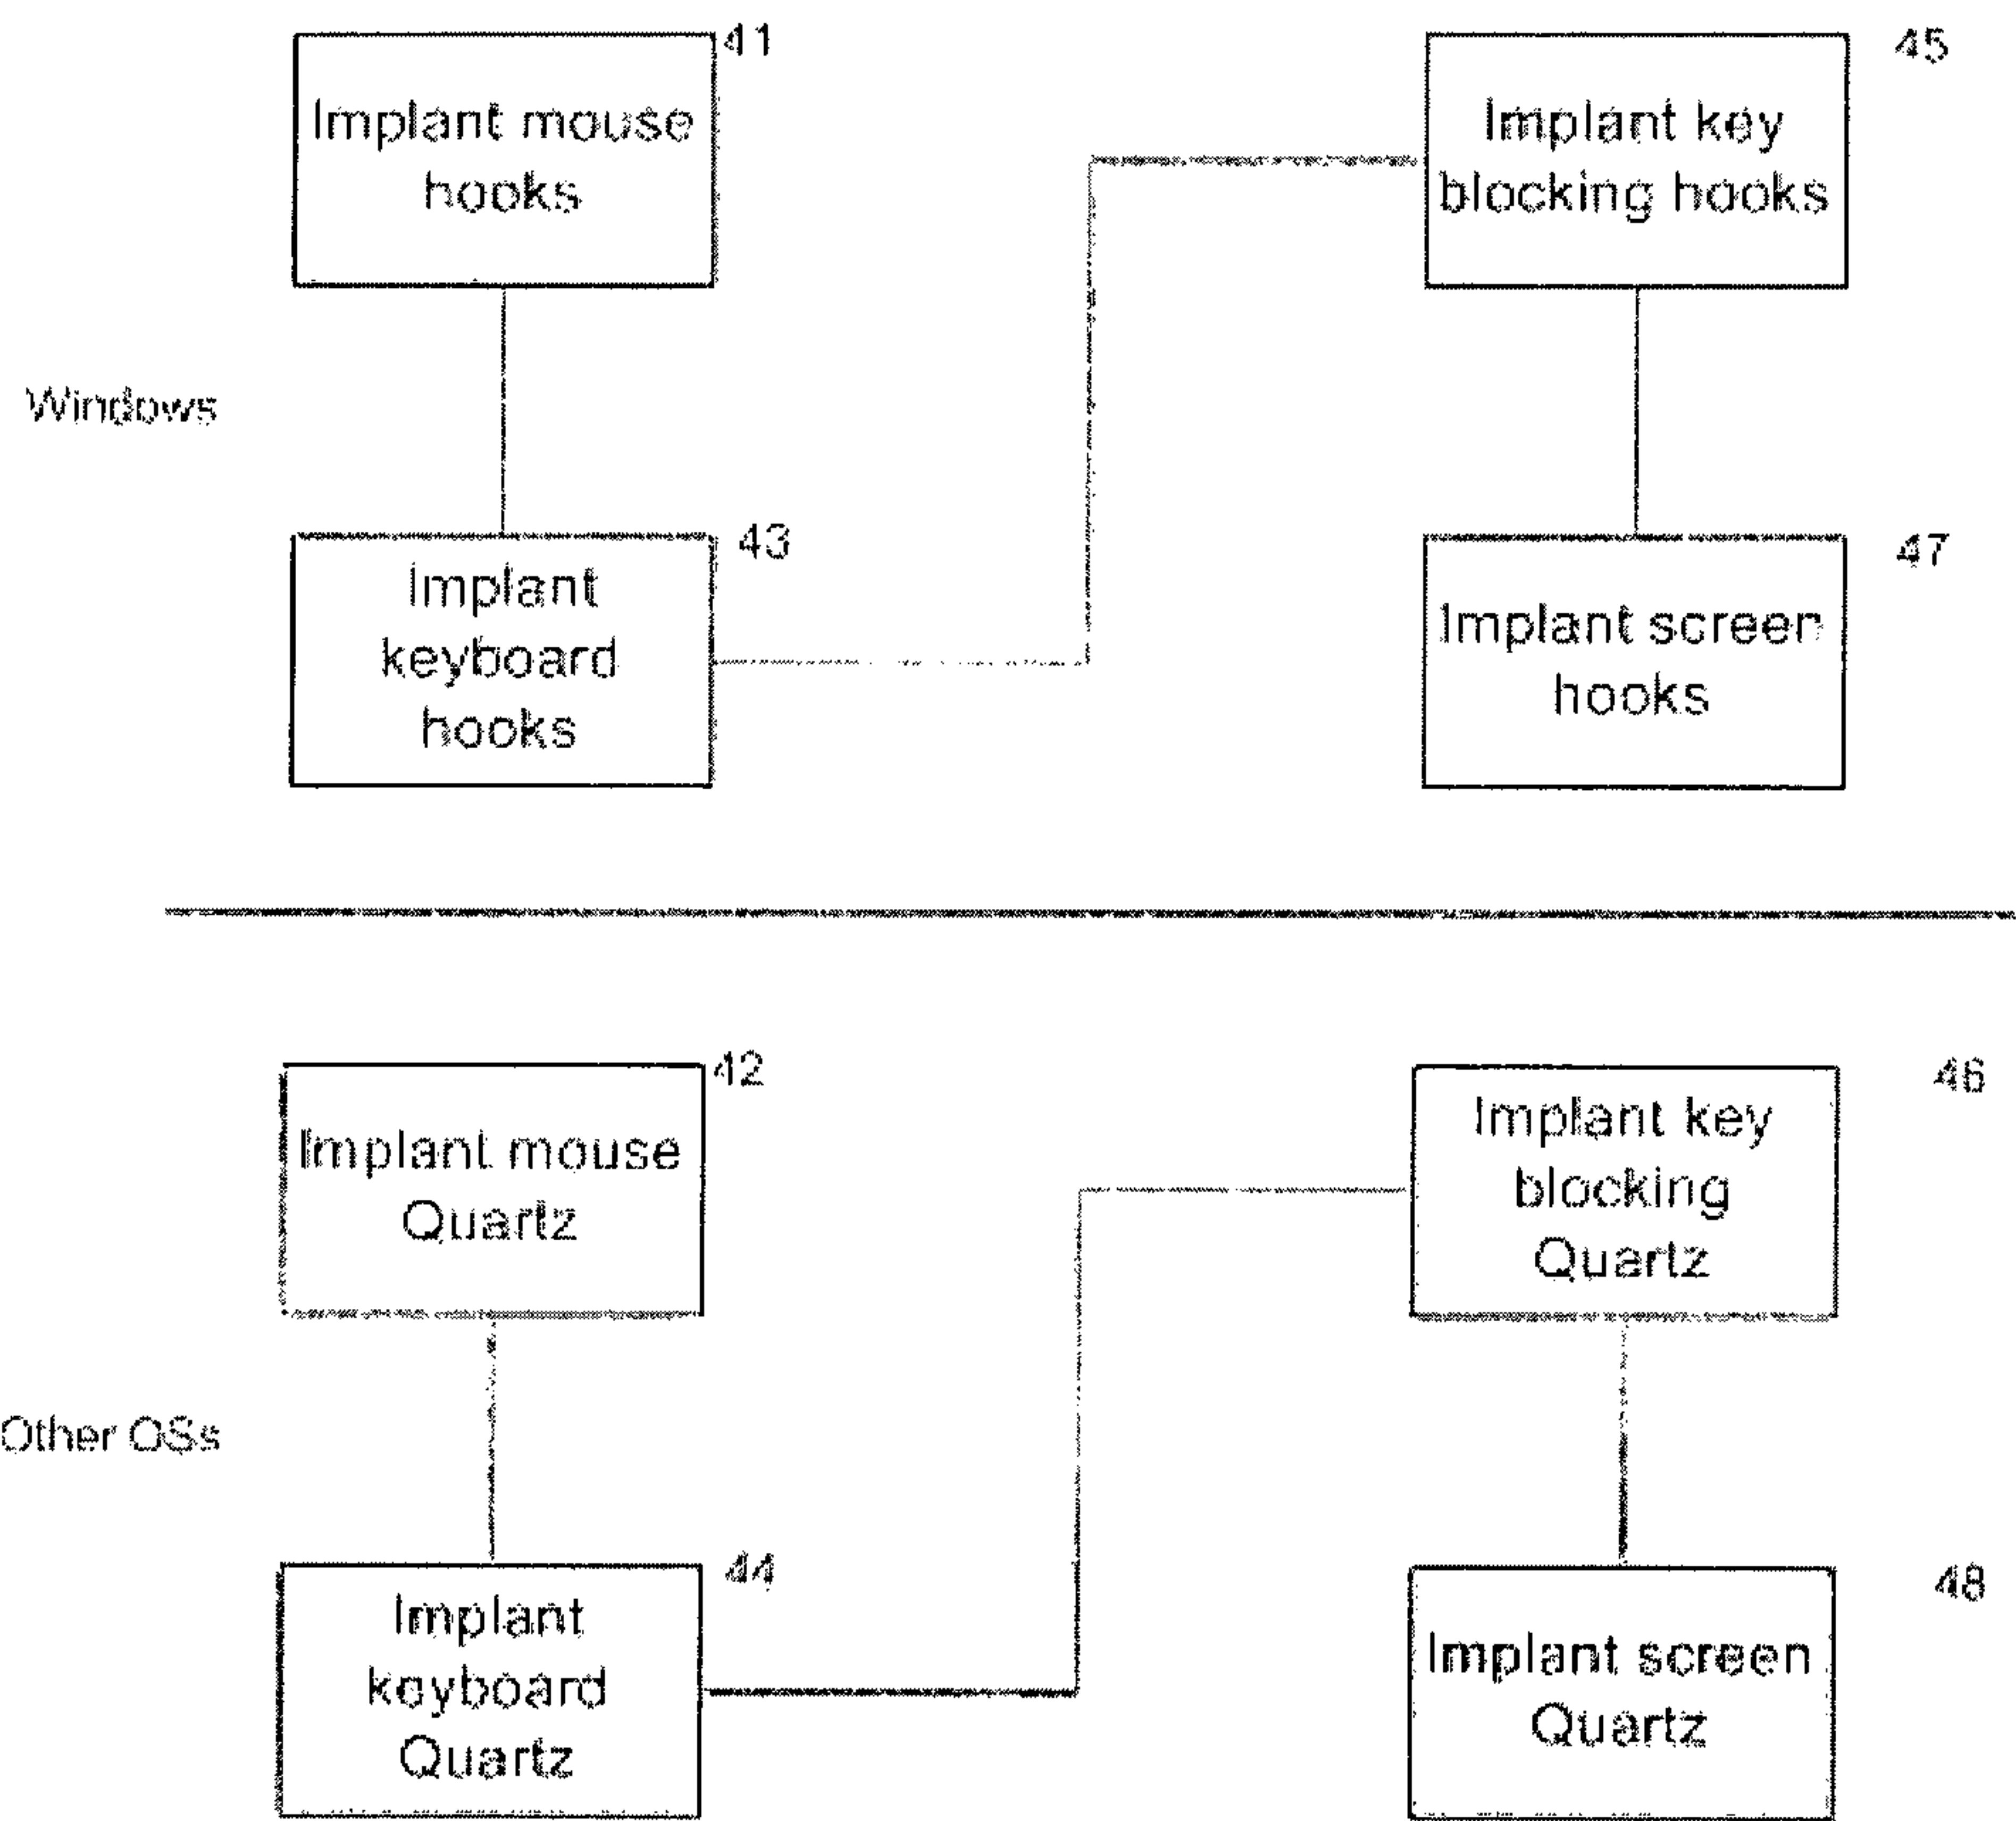 41
Implant mouse
hooks
45
Implant key
blocking hooks
Windows
43
Implant
keyboard
hooks
47
Implant screen
hooks
42
Implant mouse
Quartz
46
Implant key
blocking
Quartz
Other OSs
44
Implant
keyboard
Quartz
48
Implant screen
Quartz